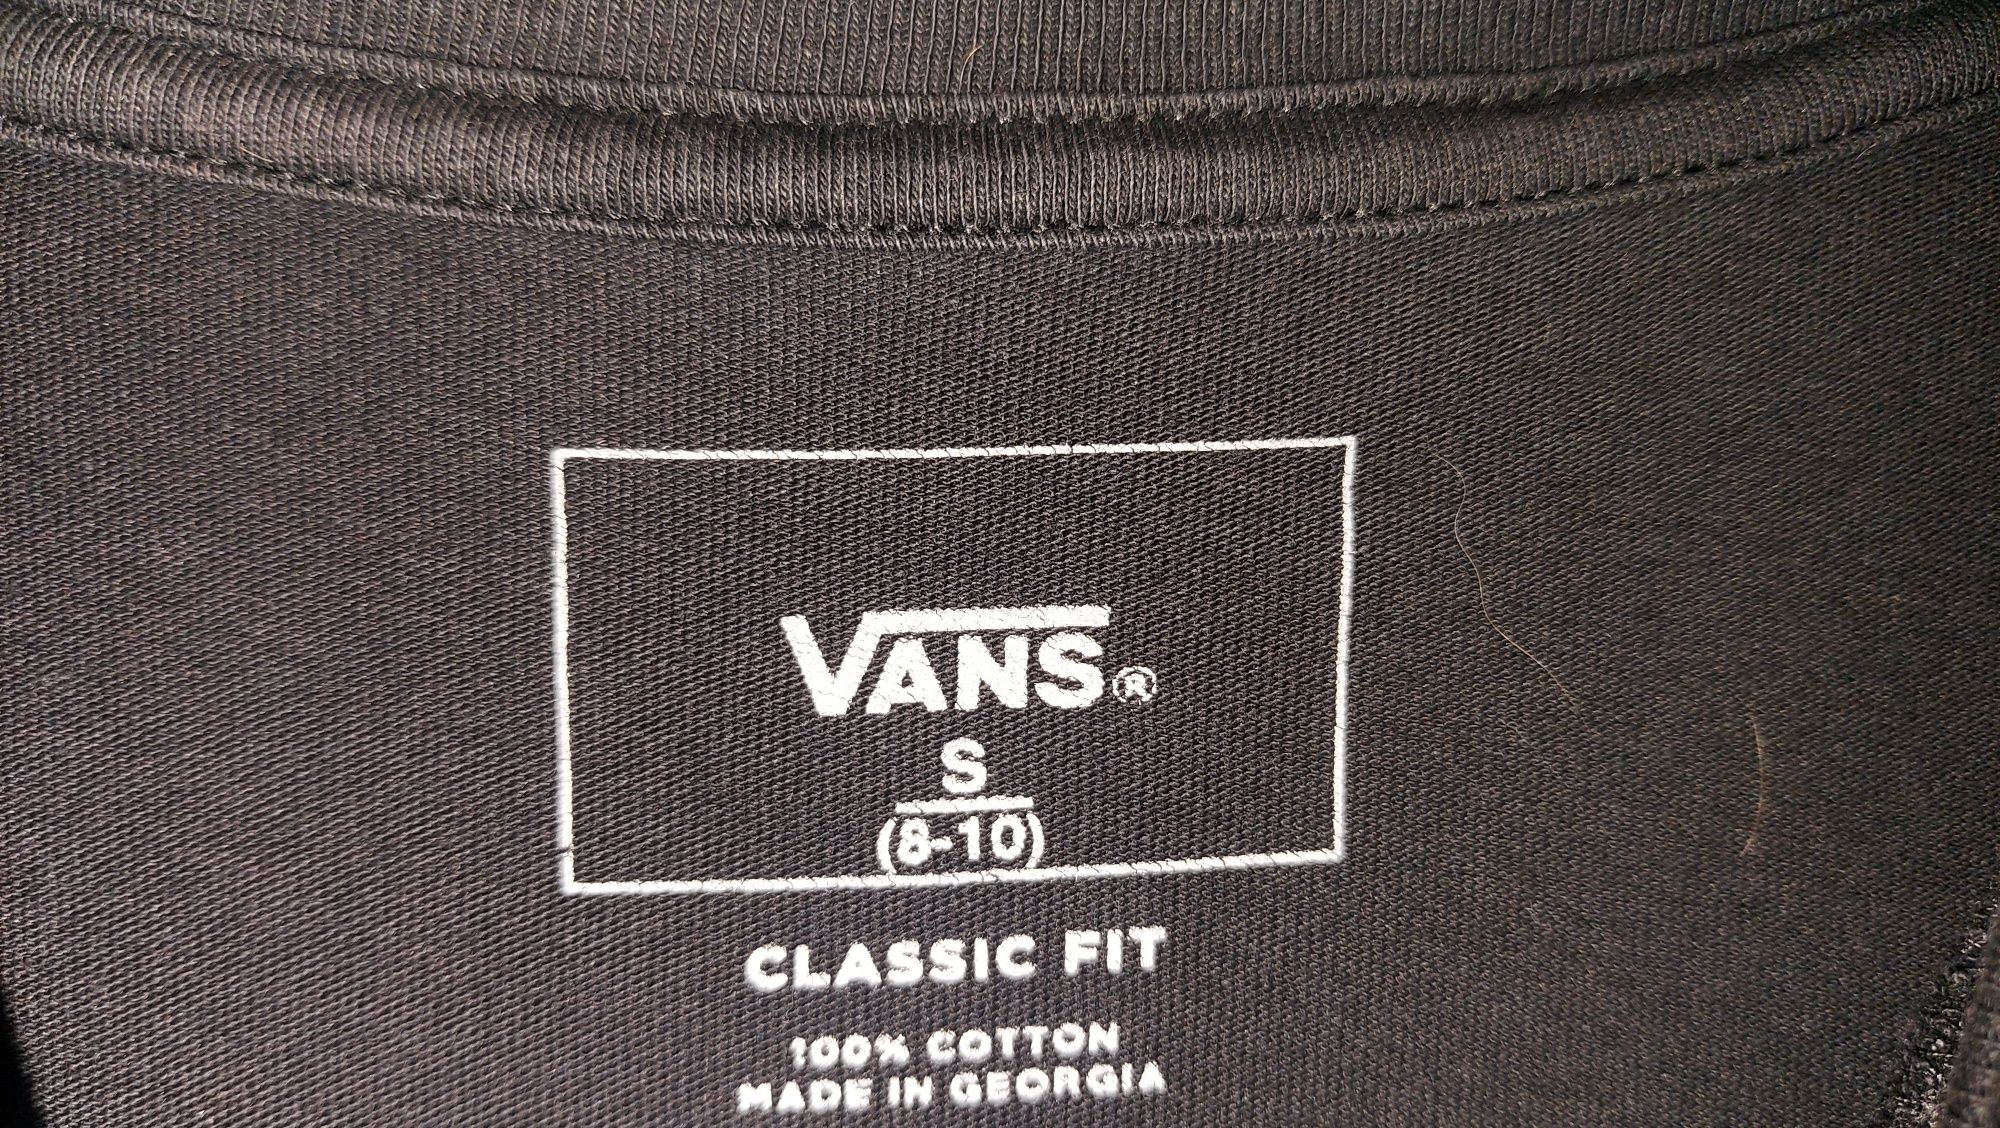 VANS®
S
(8-10)
CLASSIC FIT
100% COTTON
MADE IN GEORGIA